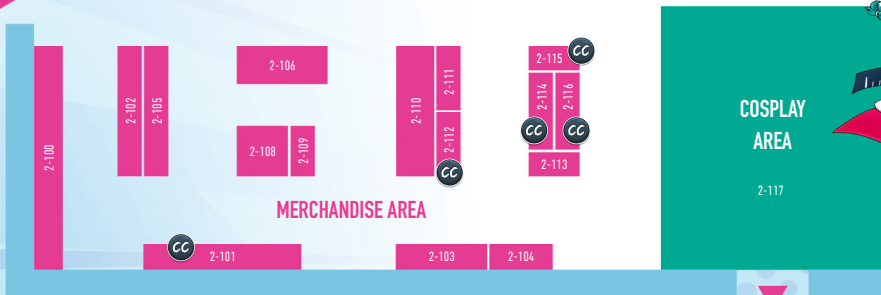 2-106
2-115
CC
2-102
2-105
2-110
2-111
2-114
2-116
COSPLAY
AREA
2-100
2-108
2-109
2-112
CC
CC
CC
2-113
2-117
MERCHANDISE AREA
CC
2-101
2-103
2-104